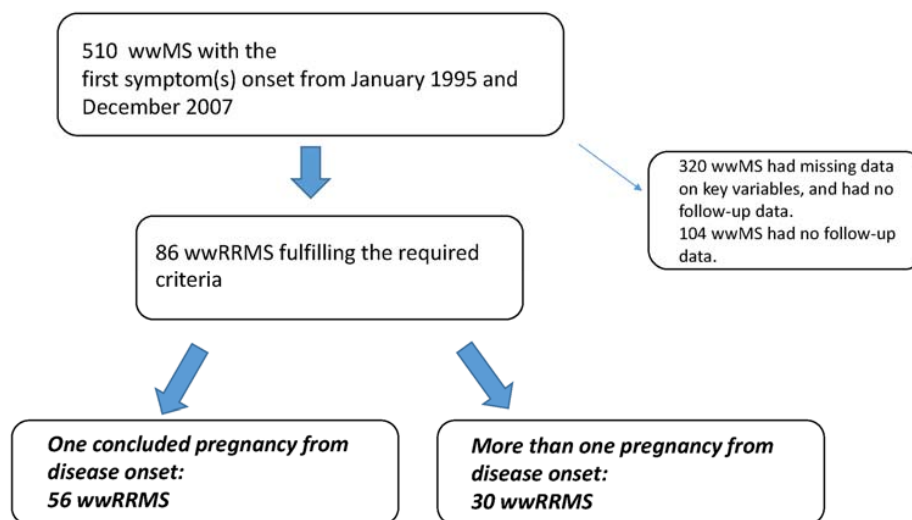 510 wwMS with the
first symptom(s) onset from January 1995 and
December 2007
320 wwMS had missing data
on key variables, and had no
follow-up data.
104 wwMS had no follow-up
data.
86 wwRRMS fulfilling the required
criteria
One concluded pregnancy from
disease onset:
56 wwRRMS
More than one pregnancy from
disease onset:
30 wwRRMS